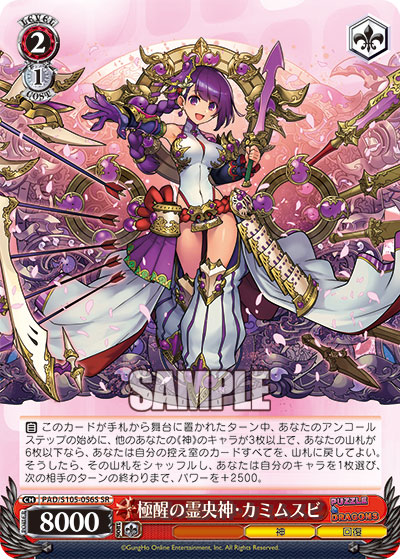 LEVEL
2
1
COST
SAMPLE
自 このカードが手札から舞台に置かれたターン中、あなたのアンコール
ステップの始めに、他のあなたの《神》のキャラが3枚以上で、あなたの山札が
6枚以下なら、あなたは自分の控え室のカードすべてを、山札に戻してよい。
そうしたら、その山札をシャッフルし、あなたは自分のキャラを1枚選び、
次の相手のターンの終わりまで、パワーを+2500。
CH PAD/S105-056S SR
極醒の霊央神・カミムスビ
POWER
8000
神
回復
PUZZLE & DRAGONS
©GungHo Online Entertainment, Inc. All Rights Reserved.